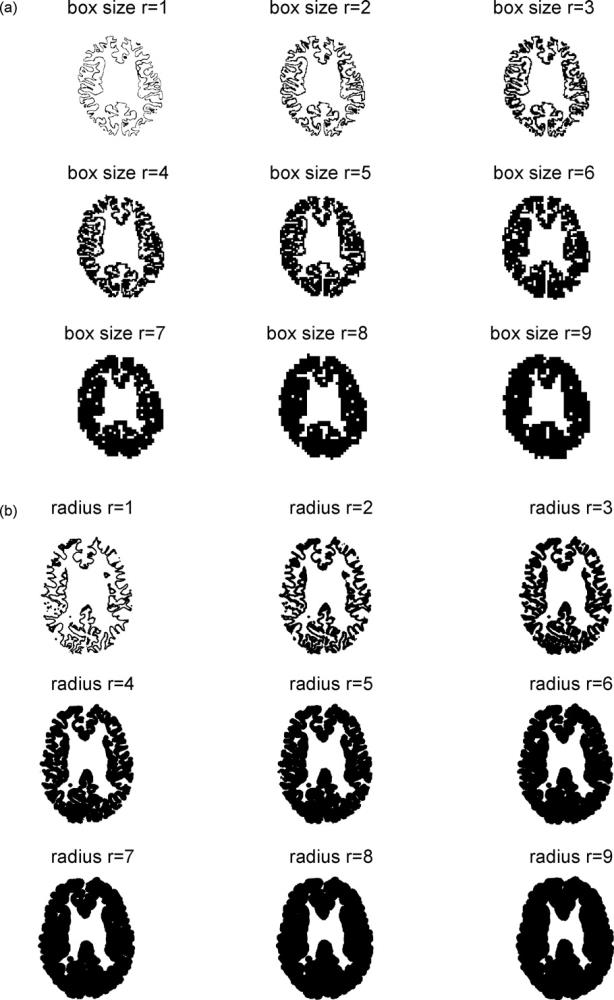 (a) box size r=1 box size r=2 box size r=3
box size r=4 box size r=5 box size r=6
box size r=7 box size r=8 box size r=9
(b) radius r=1 radius r=2 radius r=3
radius r=4 radius r=5 radius r=6
radius r=7 radius r=8 radius r=9